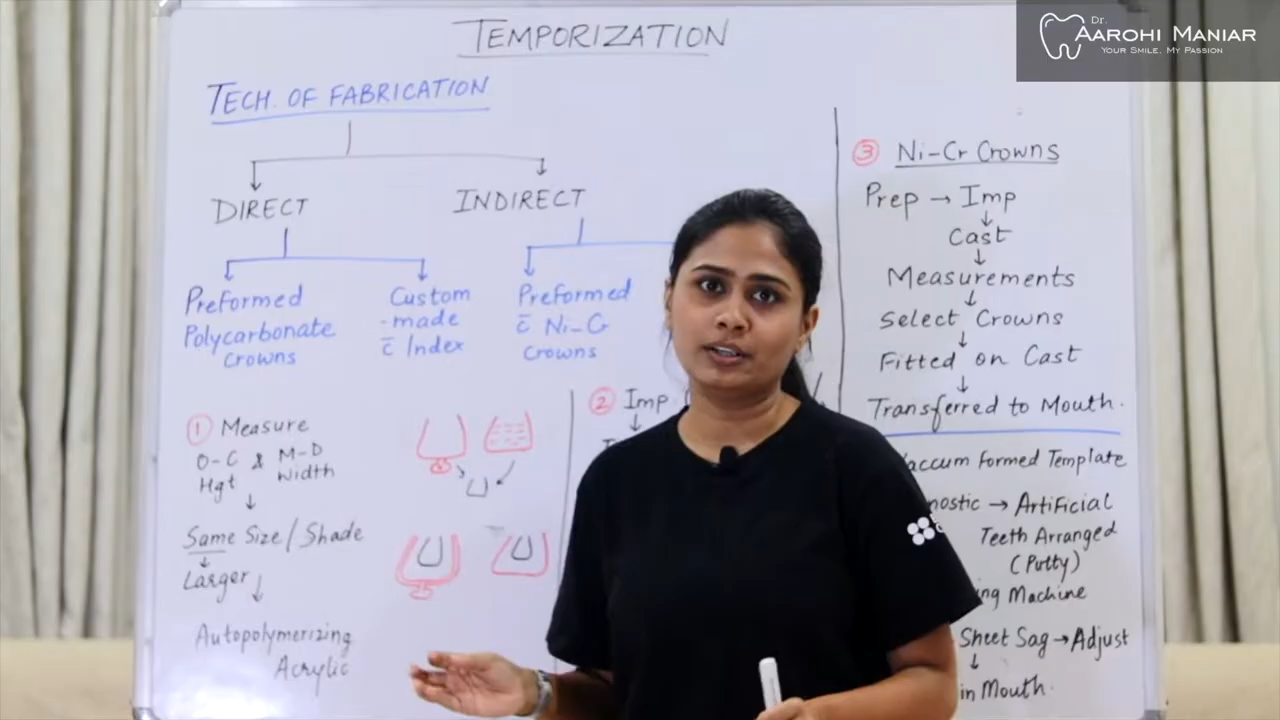 Dr.
AAROHI MANIAR
YOUR SMILE, MY PASSION
TEMPORIZATION
TECH. OF FABRICATION
DIRECT
INDIRECT
Preformed
Polycarbonate
Crowns
Custom
-made
c̄ Index
Preformed
c̄ Ni-Cr
Crowns
① Measure
O-C & M-D
Hgt Width
↓
Same Size/Shade
↓
Larger ↓
Autopolymerizing
Acrylic
② Imp.
↓
③ Ni-Cr Crowns
Prep → Imp
↓
Cast
↓
Measurements
↓
Select Crowns
↓
Fitted on Cast
↓
Transferred to Mouth.
accum formed Template
nostic → Artificial
Teeth Arranged
(Putty)
ng Machine
Sheet Sag → Adjust
↓
in Mouth.